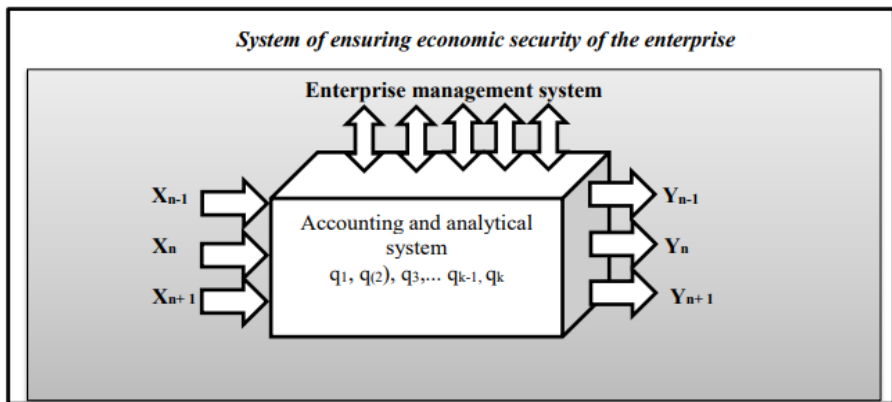 System of ensuring economic security of the enterprise
Enterprise management system
Xn-1
Accounting and analytical
system
q1, q(2), q3,... qk-1, qk
Xn
Xn+1
Yn-1
Yn
Yn+1